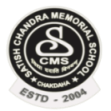 SATISH CHANDRA MEMORIAL SCHOOL
CMS
CHAKDAHA
ESTD - 2004